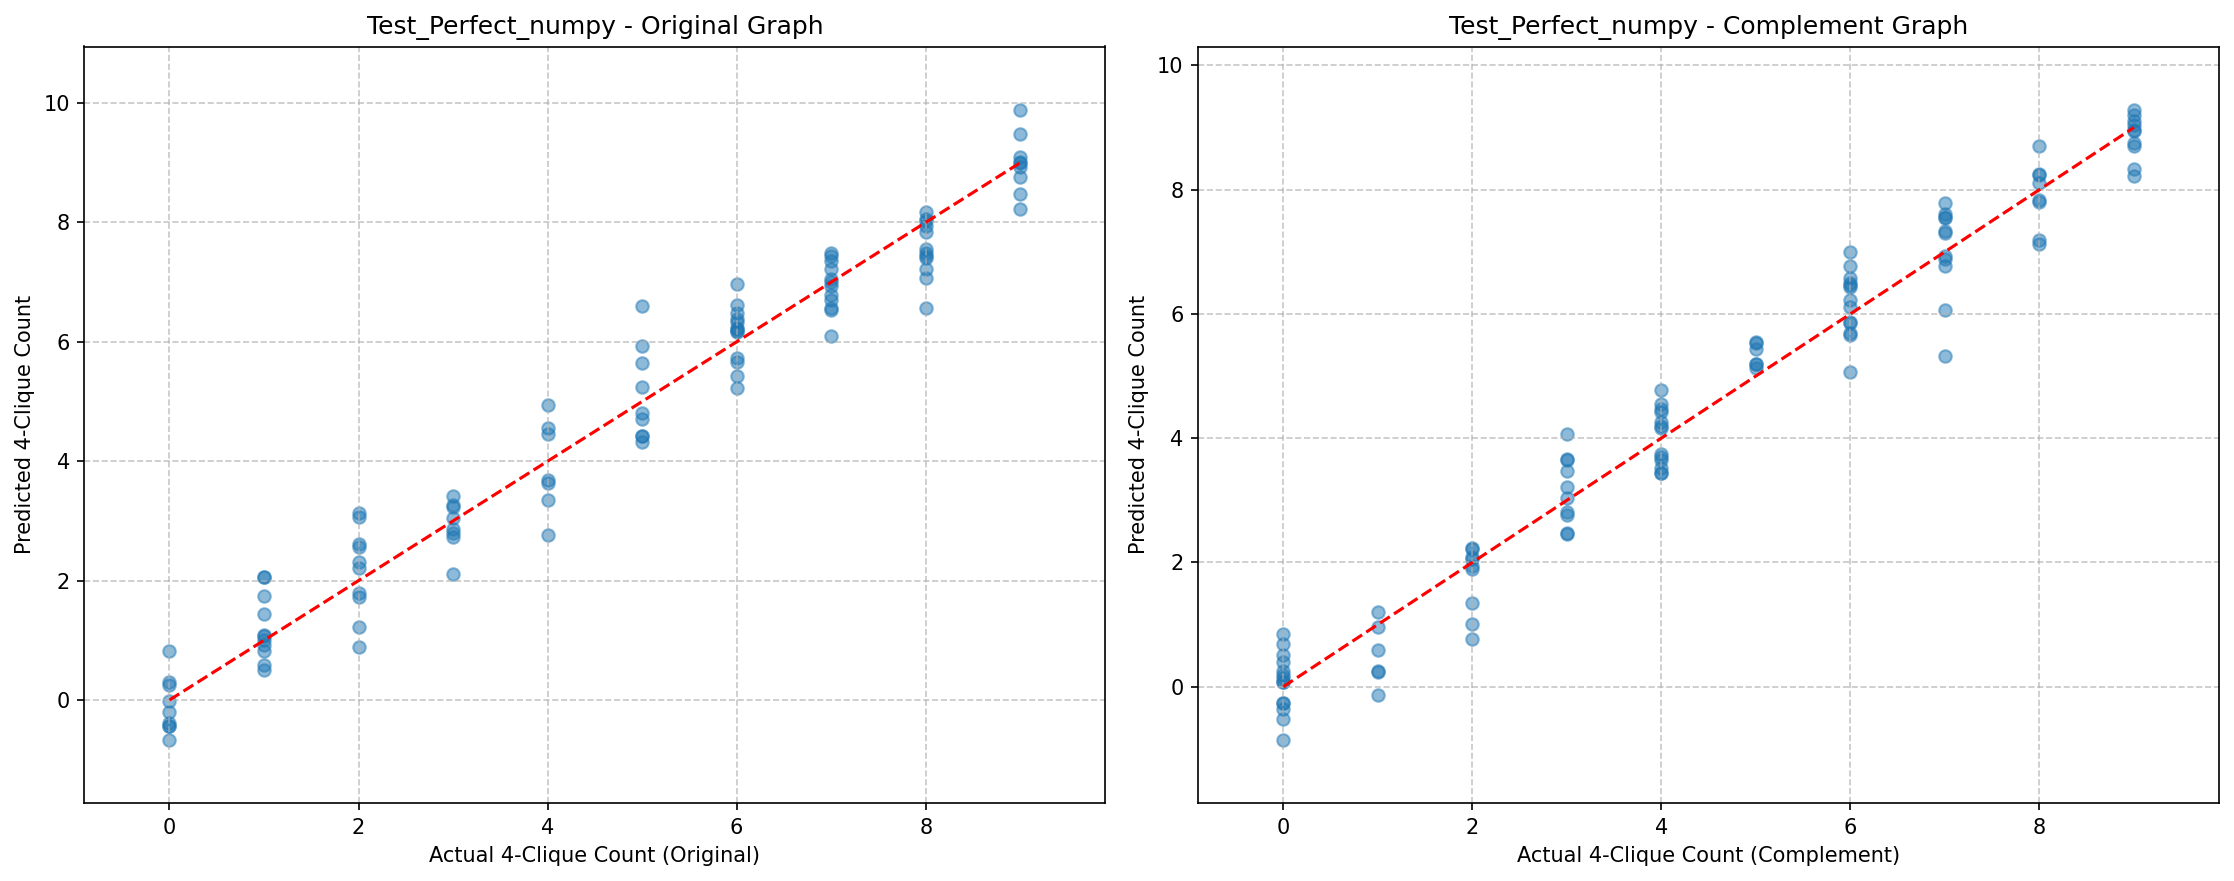 Test_Perfect_numpy - Original Graph
Predicted 4-Clique Count
10
8
6
4
2
0
0 2 4 6 8
Actual 4-Clique Count (Original)
Test_Perfect_numpy - Complement Graph
Predicted 4-Clique Count
10
8
6
4
2
0
0 2 4 6 8
Actual 4-Clique Count (Complement)